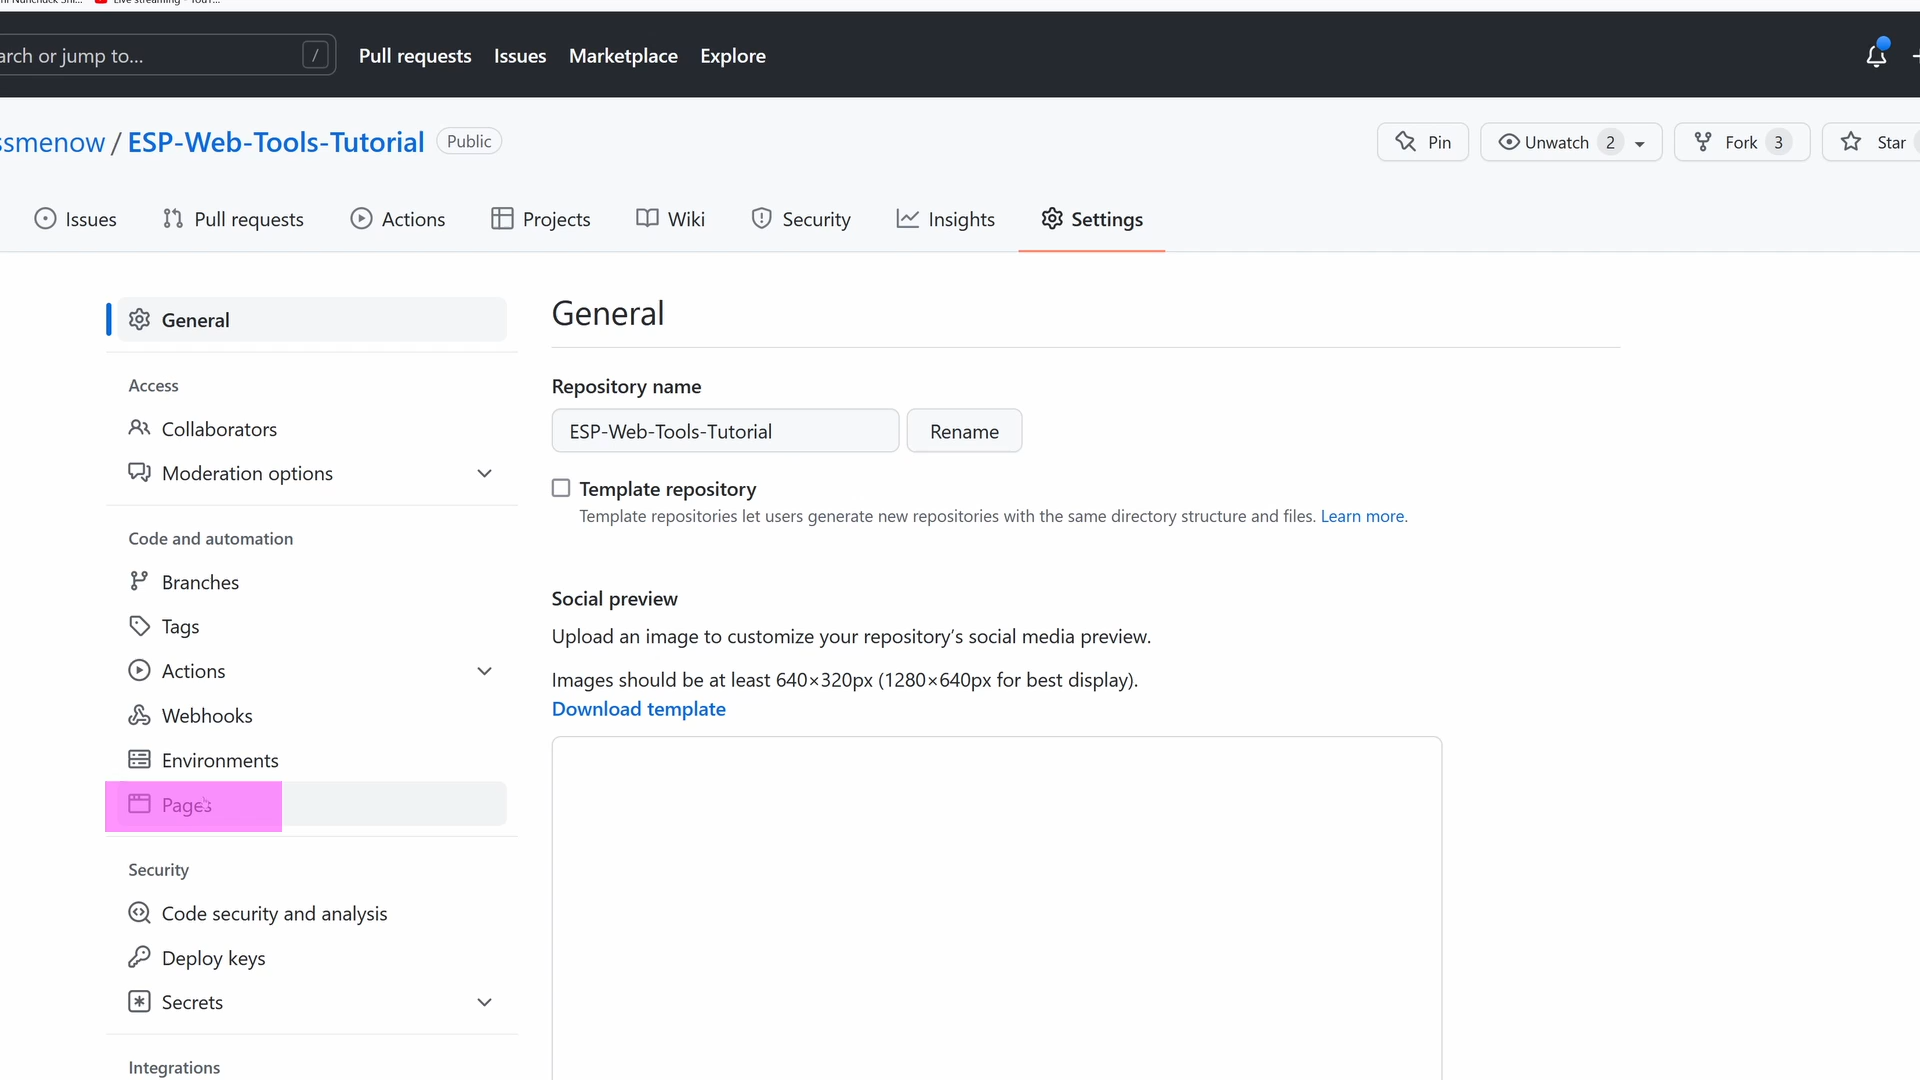 Live streaming - YouT...
arch or jump to... /
Pull requests
Issues
Marketplace
Explore
ssmenow / ESP-Web-Tools-Tutorial
Public
Pin
Unwatch 2
Fork 3
Star
Issues
Pull requests
Actions
Projects
Wiki
Security
Insights
Settings
General
Access
Collaborators
Moderation options
Code and automation
Branches
Tags
Actions
Webhooks
Environments
Pages
Security
Code security and analysis
Deploy keys
Secrets
Integrations
General
Repository name
ESP-Web-Tools-Tutorial
Rename
Template repository
Template repositories let users generate new repositories with the same directory structure and files. Learn more.
Social preview
Upload an image to customize your repository’s social media preview.
Images should be at least 640×320px (1280×640px for best display).
Download template